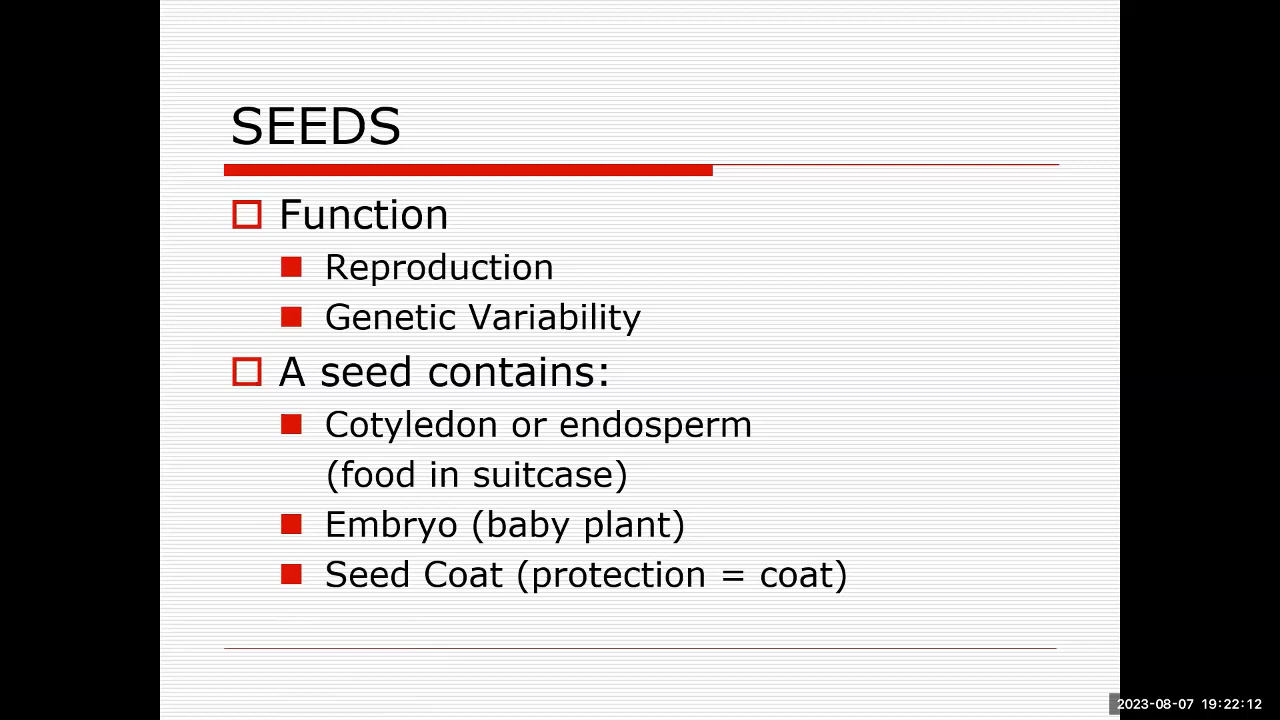 SEEDS
Function
Reproduction
Genetic Variability
A seed contains:
Cotyledon or endosperm
(food in suitcase)
Embryo (baby plant)
Seed Coat (protection = coat)
2023-08-07 19:22:12